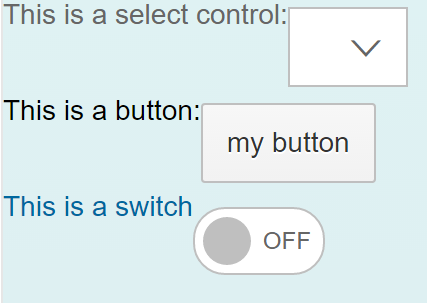 This is a select control:
This is a button:
my button
This is a switch
OFF